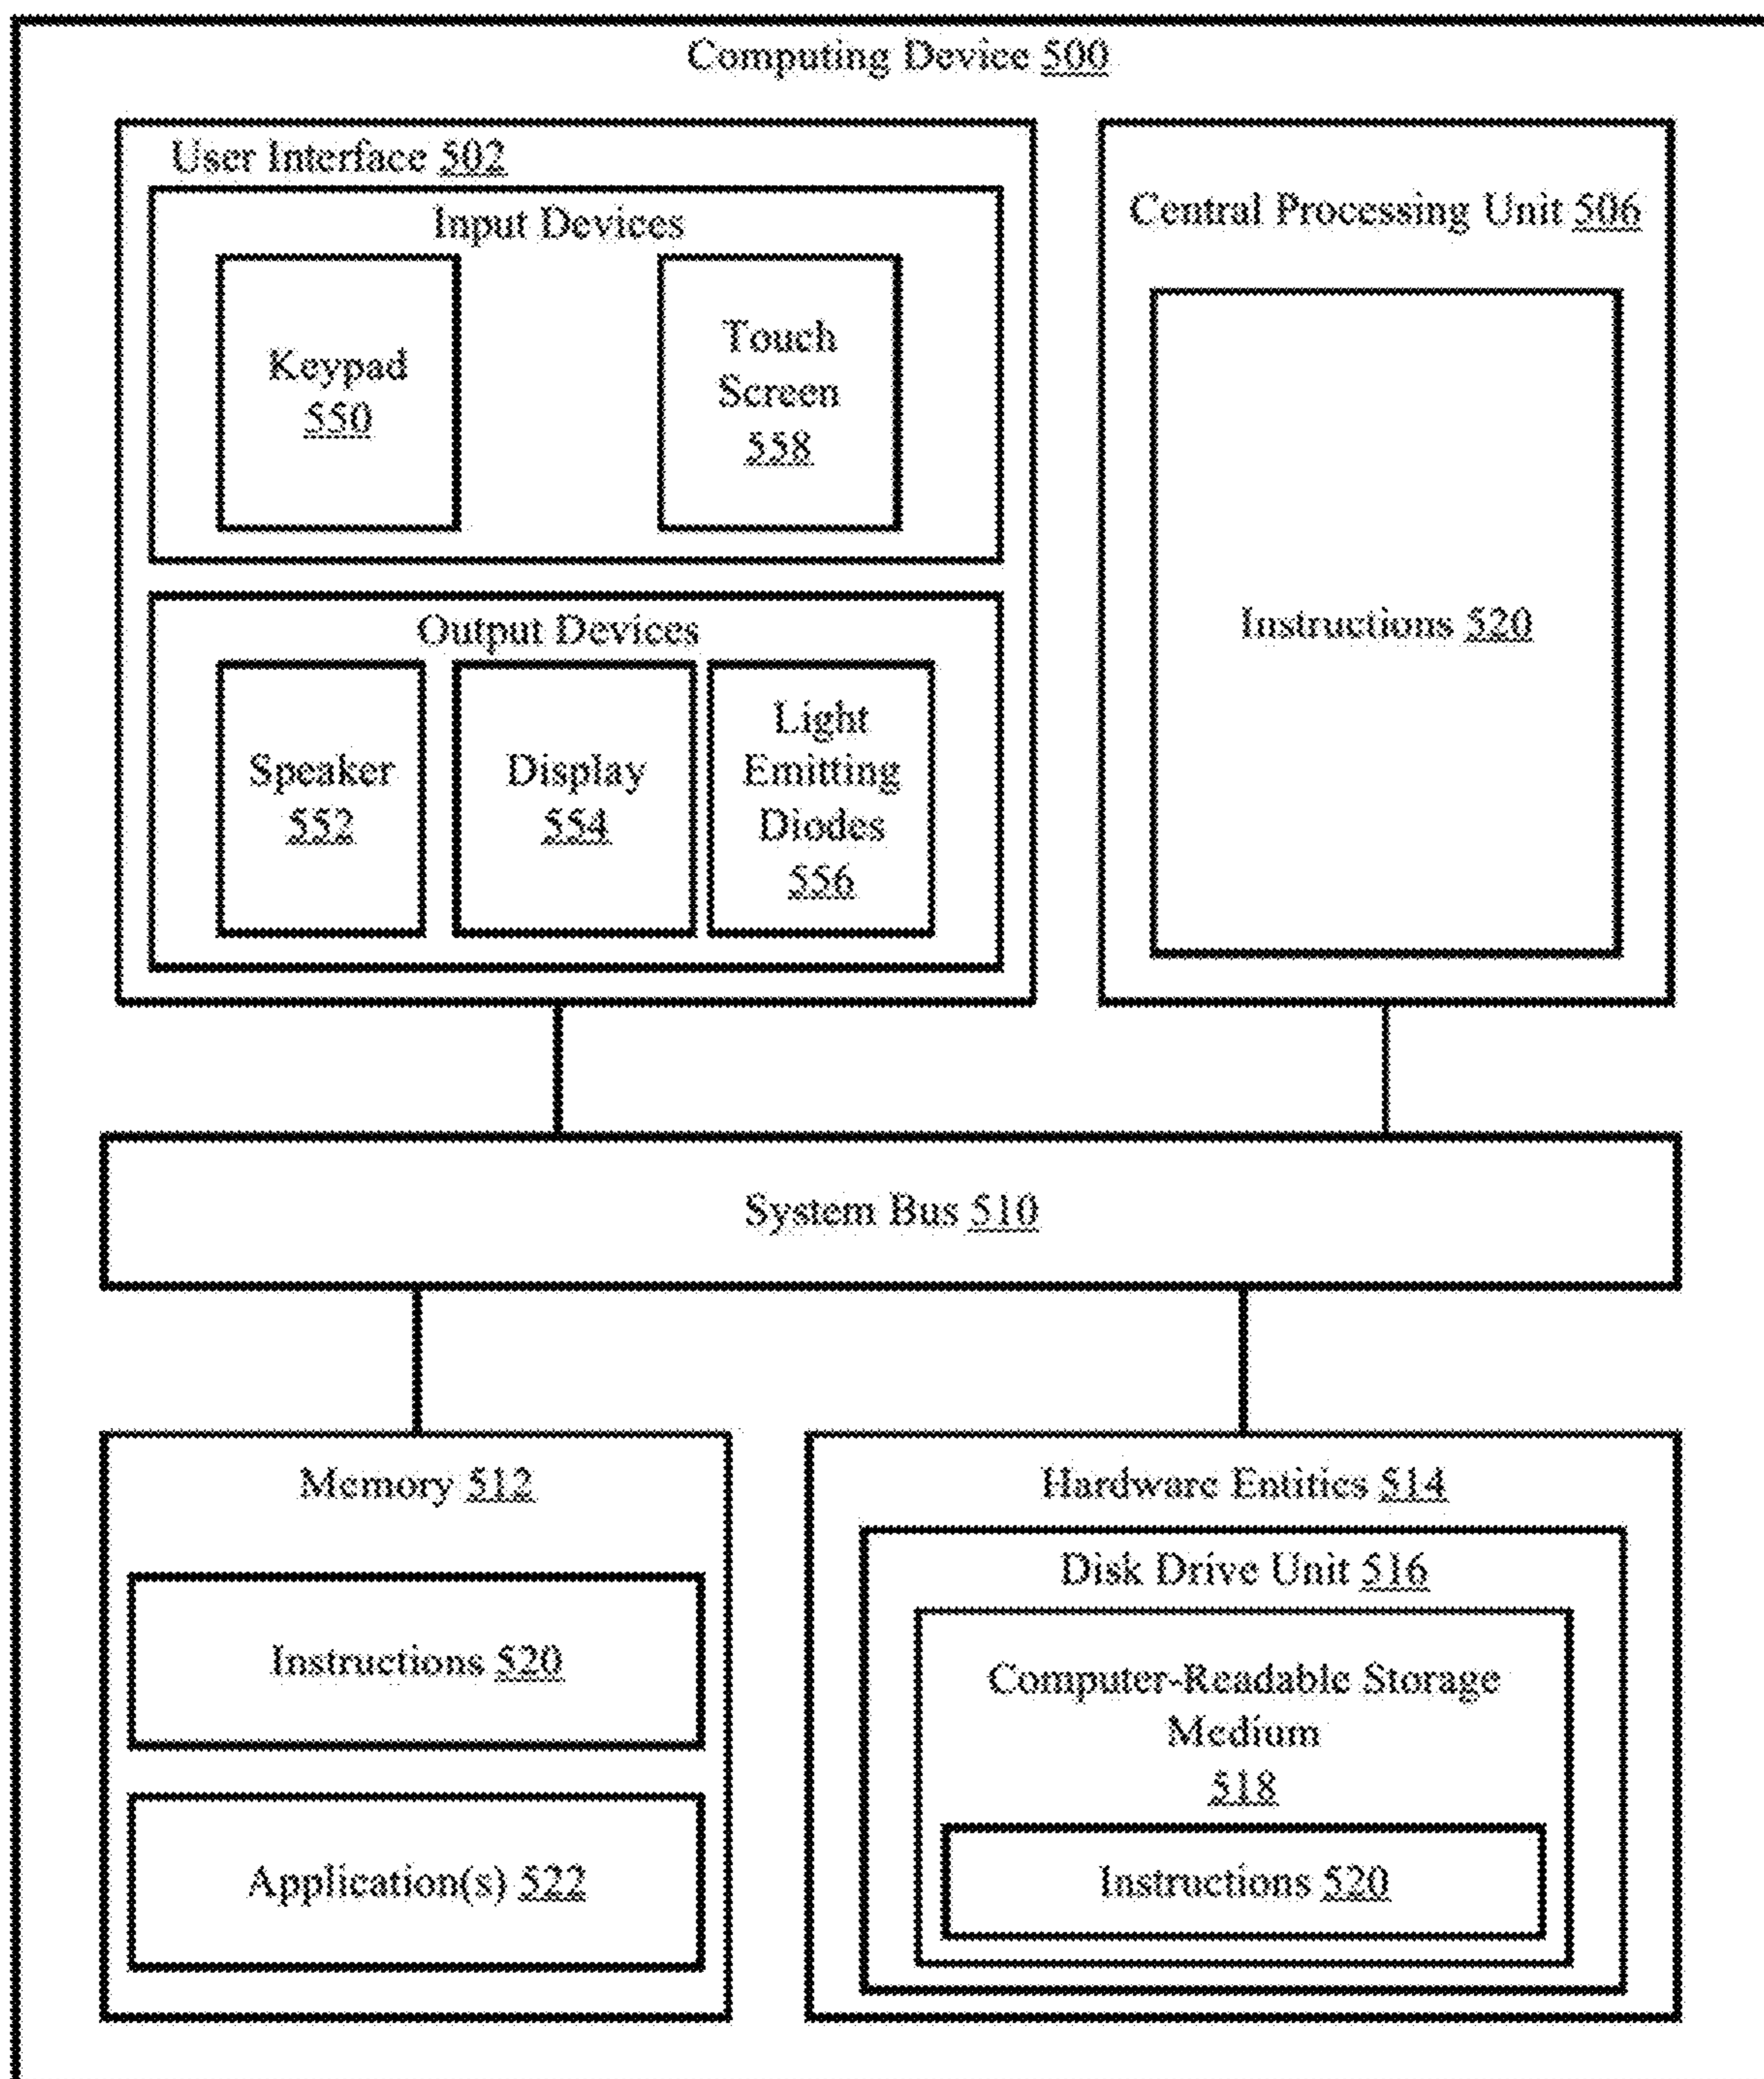 Computing Device 500
User Interface 502
Input Devices
Keypad
550
Touch
Screen
558
Output Devices
Speaker
552
Display
554
Light
Emitting
Diodes
556
Central Processing Unit 506
Instructions 520
System Bus 510
Memory 512
Instructions 520
Application(s) 522
Hardware Entities 514
Disk Drive Unit 516
Computer-Readable Storage
Medium
518
Instructions 520